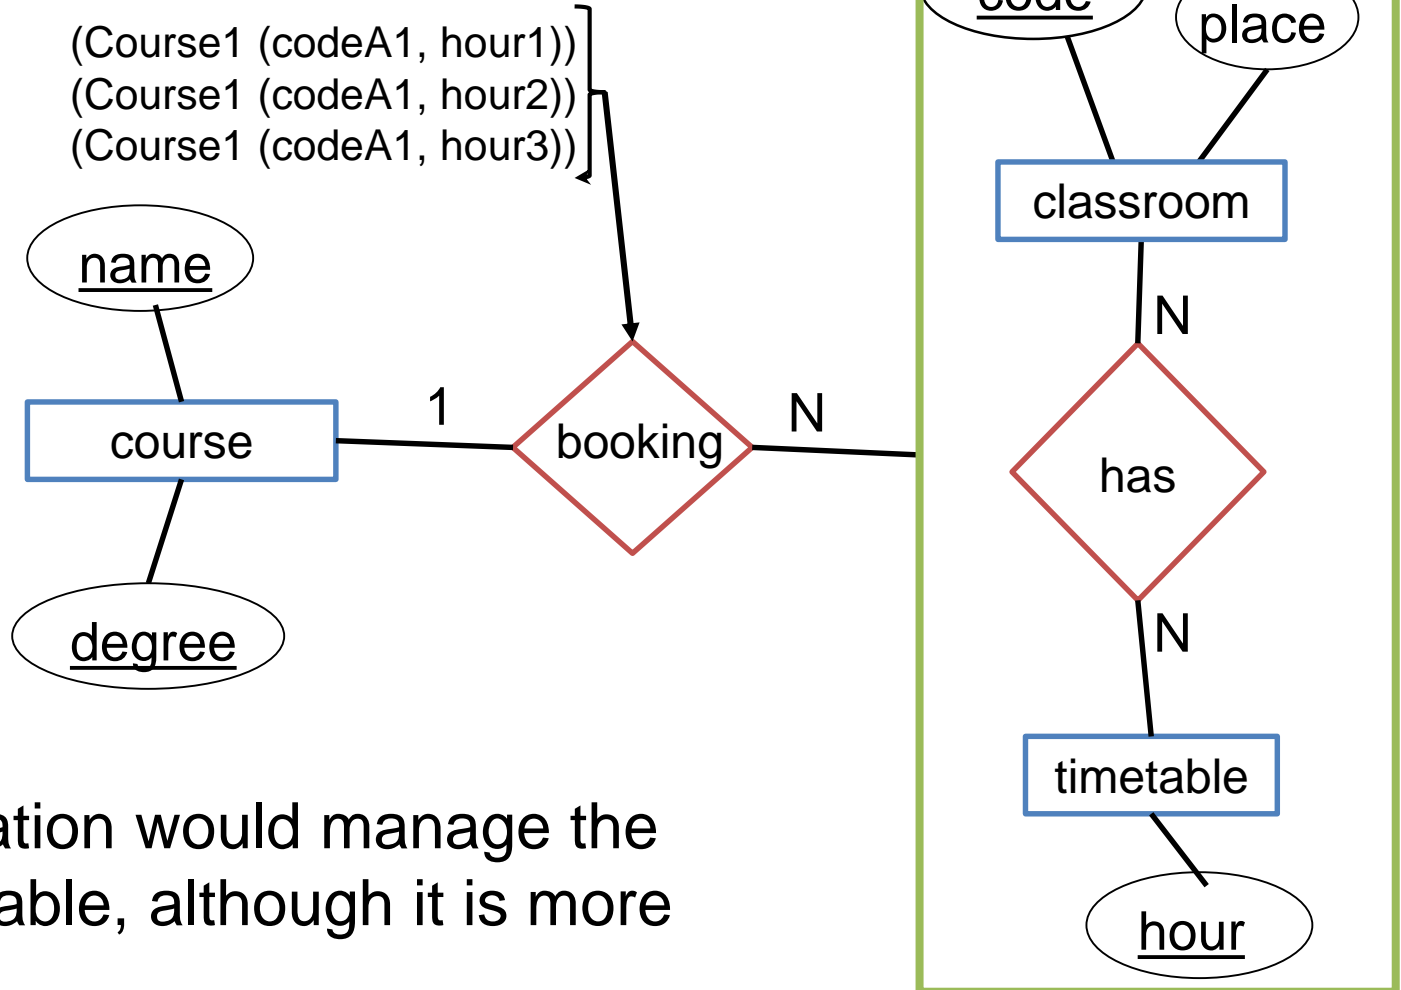 code
place
(Course1 (codeA1, hour1))
(Course1 (codeA1, hour2))
(Course1 (codeA1, hour3))
classroom
name
N
1
N
course
booking
has
N
degree
timetable
ation would manage the
able, although it is more
hour